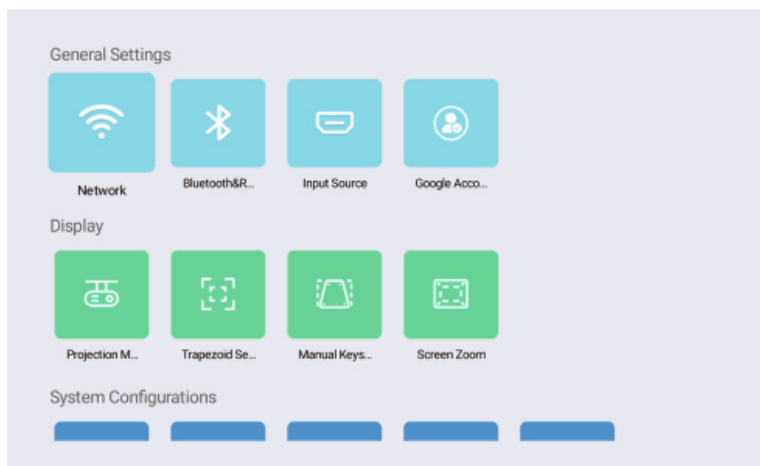 General Settings
Network
Bluetooth&R...
Input Source
Google Acco...
Display
Projection M...
Trapezoid Se...
Manual Keys...
Screen Zoom
System Configurations